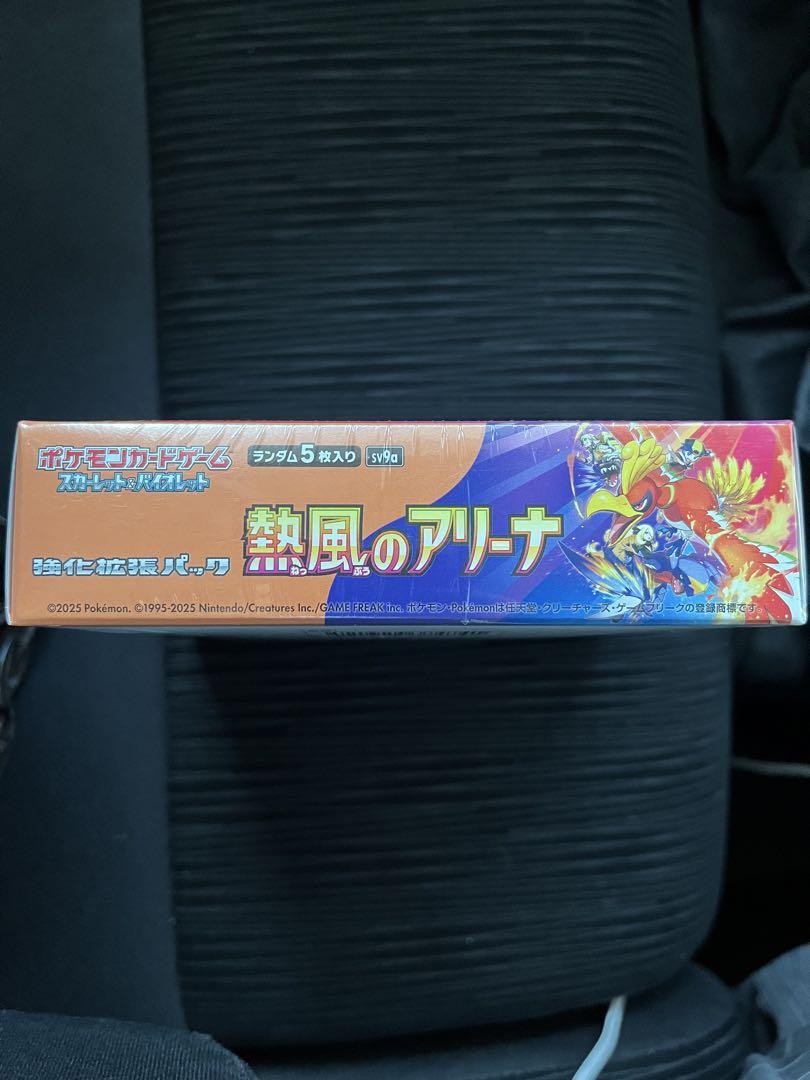 ポケモンカードゲーム
スカーレット&バイオレット
ランダム5枚入り
sv9a
強化拡張パック
熱風のアリーナ
ねっ ぷう
©2025 Pokémon. ©1995-2025 Nintendo/Creatures Inc./GAME FREAK inc. ポケモン・Pokémonは任天堂・クリーチャーズ・ゲームフリークの登録商標です。